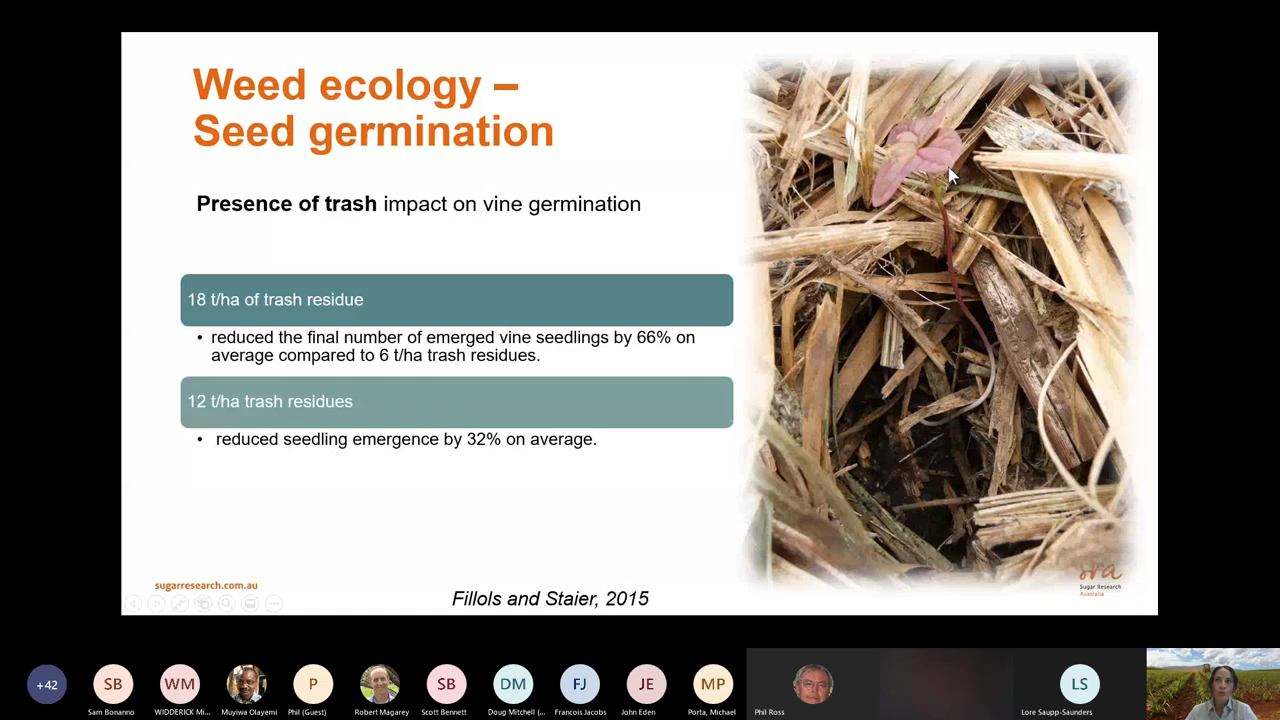 Weed ecology –
Seed germination
Presence of trash impact on vine germination
18 t/ha of trash residue
• reduced the final number of emerged vine seedlings by 66% on
average compared to 6 t/ha trash residues.
12 t/ha trash residues
• reduced seedling emergence by 32% on average.
sugarresearch.com.au
Fillols and Staier, 2015
sra
Sugar Research
Australia
+42
SB
WM
P
SB
DM
FJ
JE
MP
LS
Sam Bonanno
WIDDERICK Mi...
Muyiwa Olayemi
Phil (Guest)
Robert Magarey
Scott Bennett
Doug Mitchell (...
Francois Jacobs
John Eden
Porta, Michael
Phil Ross
Lore Saupp-Saunders